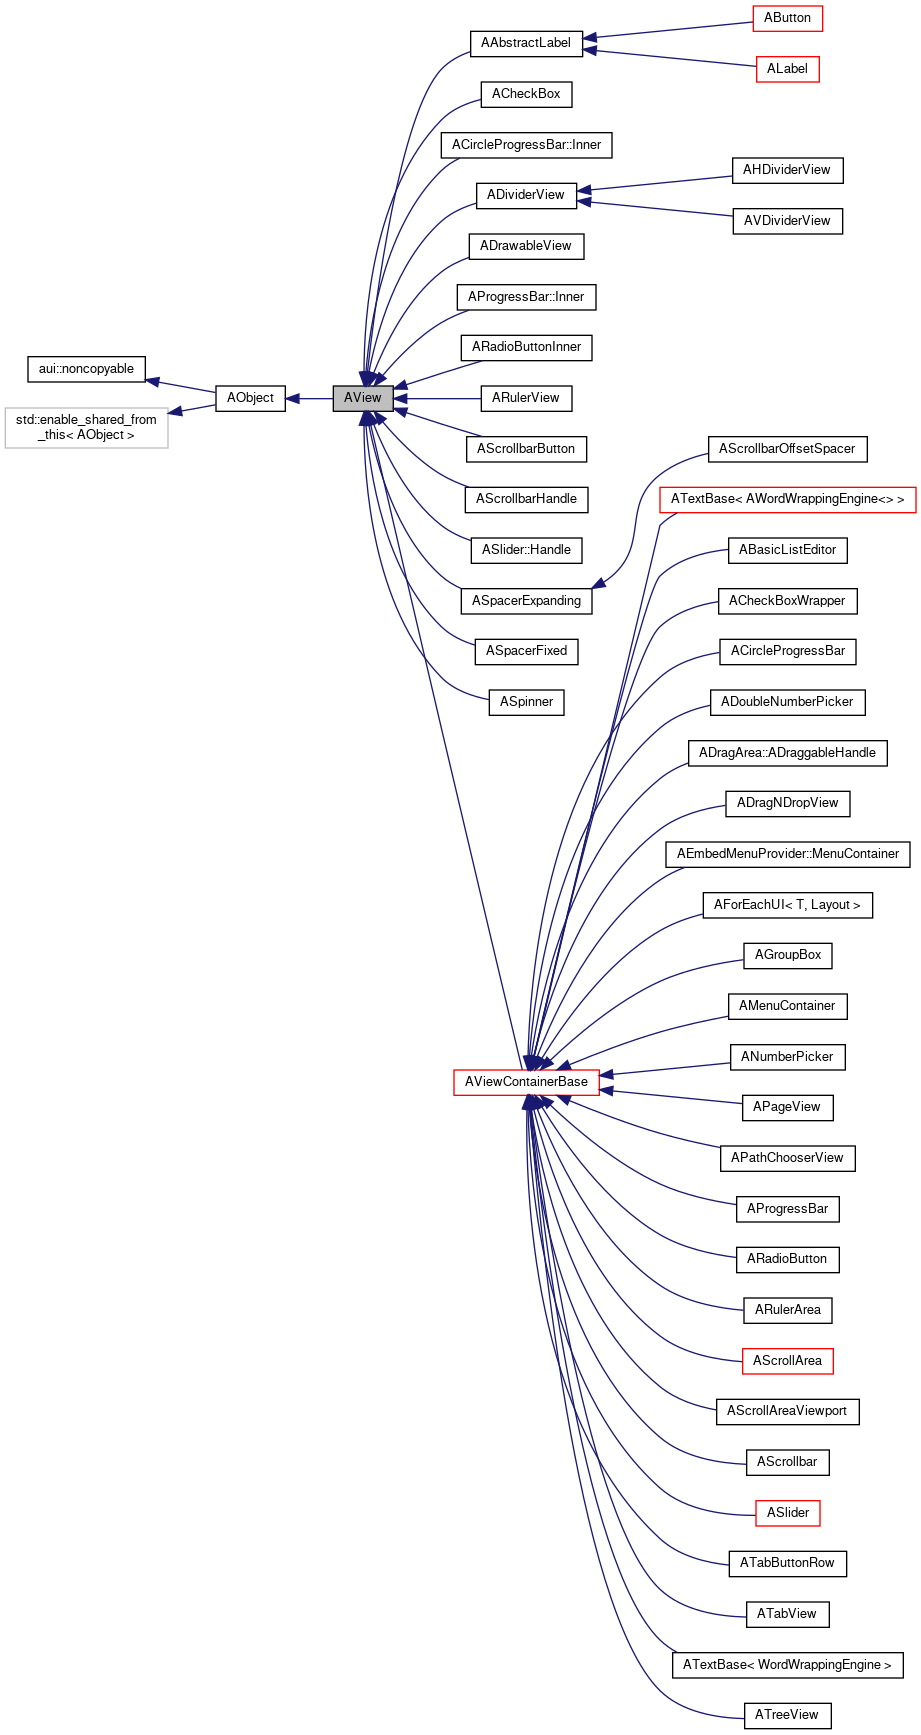 aui::noncopyable
std::enable_shared_from
_this< AObject >
AObject
AView
AAbstractLabel
ACheckBox
ACircleProgressBar::Inner
ADividerView
ADrawableView
AProgressBar::Inner
ARadioButtonInner
ARulerView
AScrollbarButton
AScrollbarHandle
ASlider::Handle
ASpacerExpanding
ASpacerFixed
ASpinner
AViewContainerBase
AButton
ALabel
AHDividerView
AVDividerView
AScrollbarOffsetSpacer
ATextBase< AWordWrappingEngine<> >
ABasicListEditor
ACheckBoxWrapper
ACircleProgressBar
ADoubleNumberPicker
ADragArea::ADraggableHandle
ADragNDropView
AEmbedMenuProvider::MenuContainer
AForEachUI< T, Layout >
AGroupBox
AMenuContainer
ANumberPicker
APageView
APathChooserView
AProgressBar
ARadioButton
ARulerArea
AScrollArea
AScrollAreaViewport
AScrollbar
ASlider
ATabButtonRow
ATabView
ATextBase< WordWrappingEngine >
ATreeView